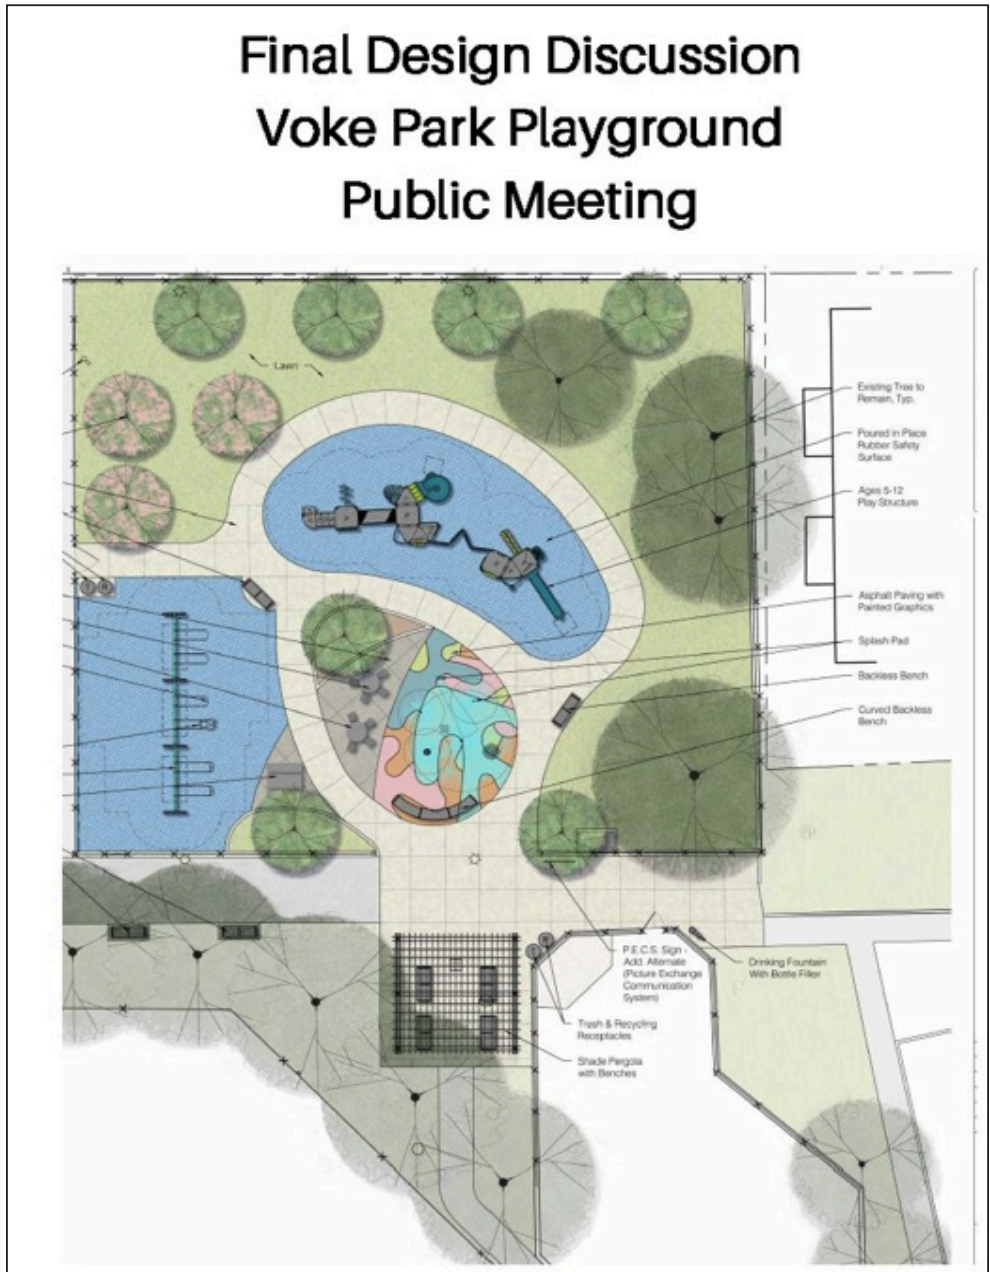 Final Design Discussion
Voke Park Playground
Public Meeting
Lawn
Existing Tree to
Remain, Typ.
Poured in Place
Rubber Safety
Surface
Ages 5-12
Play Structure
Asphalt Paving with
Painted Graphics
Splash Pad
Backless Bench
Curved Backless
Bench
P.E.C.S. Sign -
Add. Alternate
(Picture Exchange
Communication
System)
Drinking Fountain
With Bottle Filler
Trash & Recycling
Receptacles
Shade Pergola
with Benches